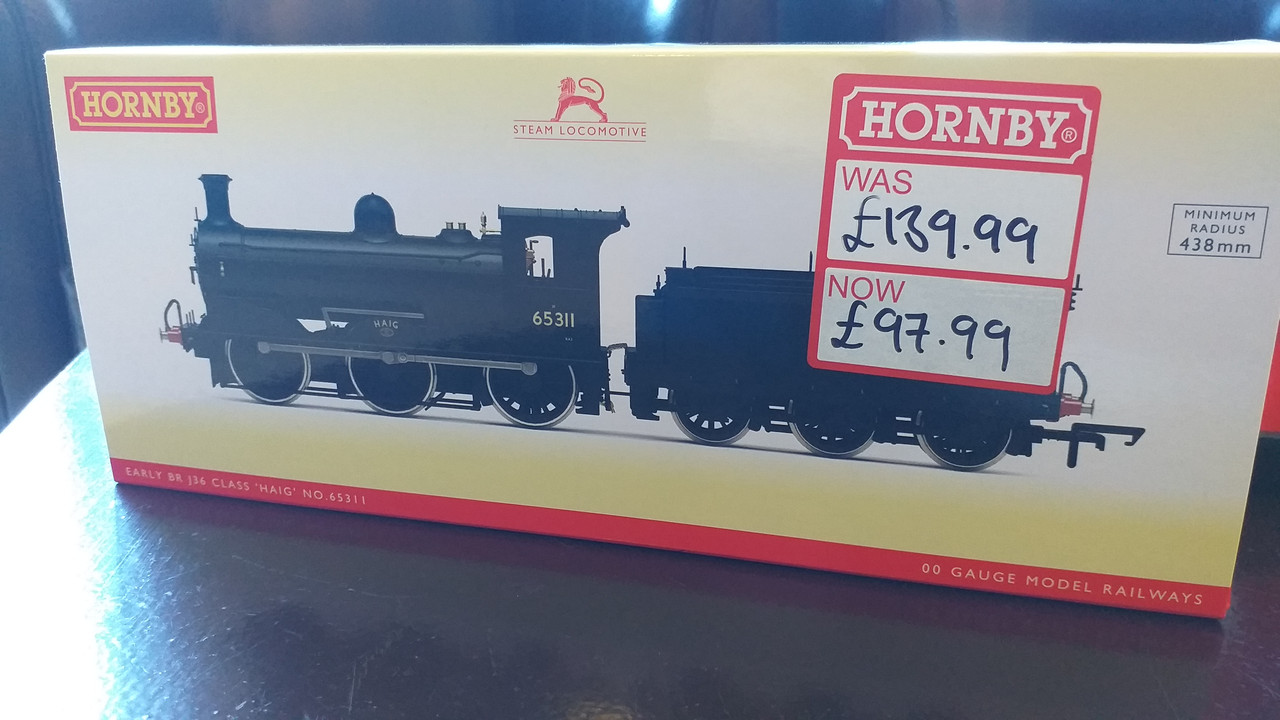 HORNBY®
STEAM LOCOMOTIVE
HORNBY®
WAS
£139.99
NOW
£97.99
MINIMUM
RADIUS
438mm
HAIG
65311
EARLY BR J36 CLASS 'HAIG' NO.65311
00 GAUGE MODEL RAILWAYS